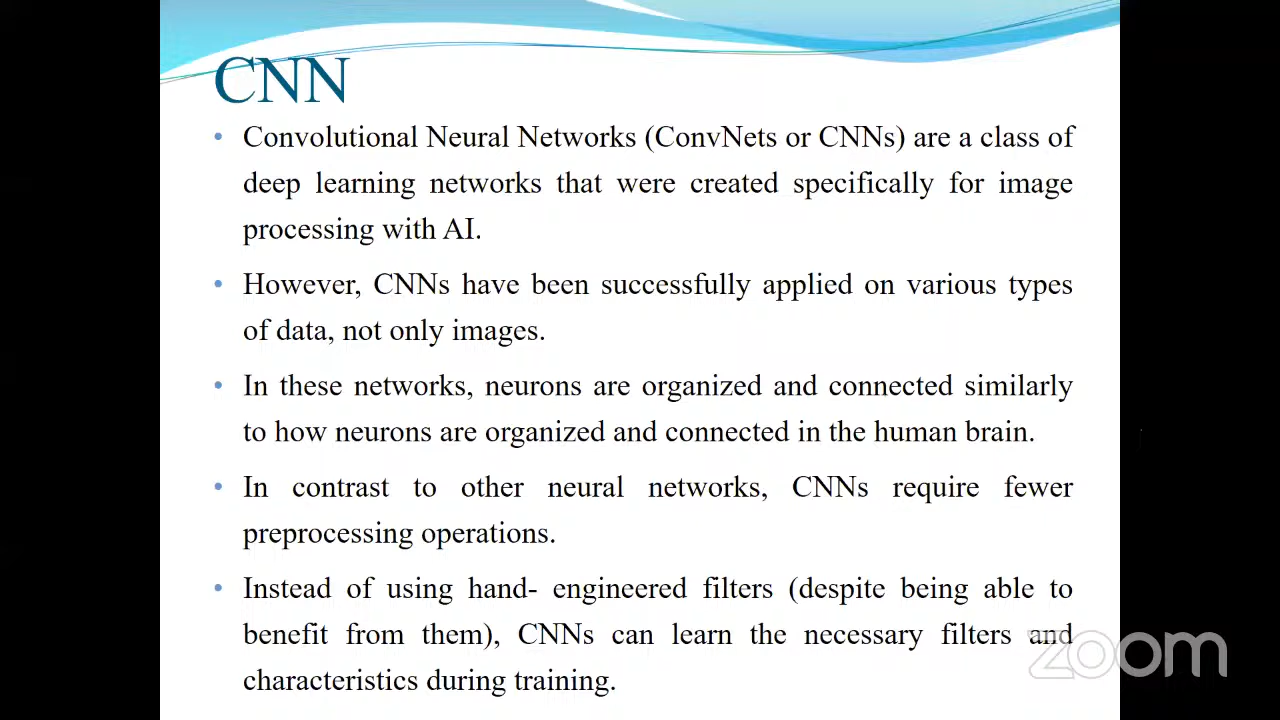 CNN
• Convolutional Neural Networks (ConvNets or CNNs) are a class of
deep learning networks that were created specifically for image
processing with AI.
• However, CNNs have been successfully applied on various types
of data, not only images.
• In these networks, neurons are organized and connected similarly
to how neurons are organized and connected in the human brain.
• In contrast to other neural networks, CNNs require fewer
preprocessing operations.
• Instead of using hand- engineered filters (despite being able to
benefit from them), CNNs can learn the necessary filters and
characteristics during training.
zoom